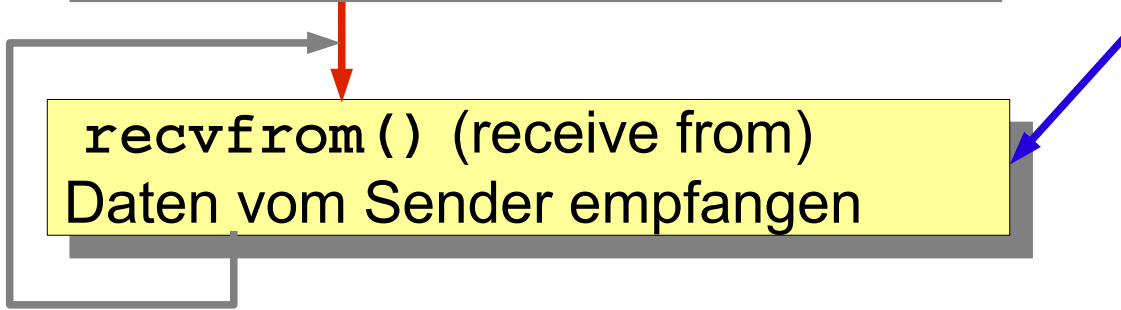 recvfrom() (receive from)
Daten vom Sender empfangen